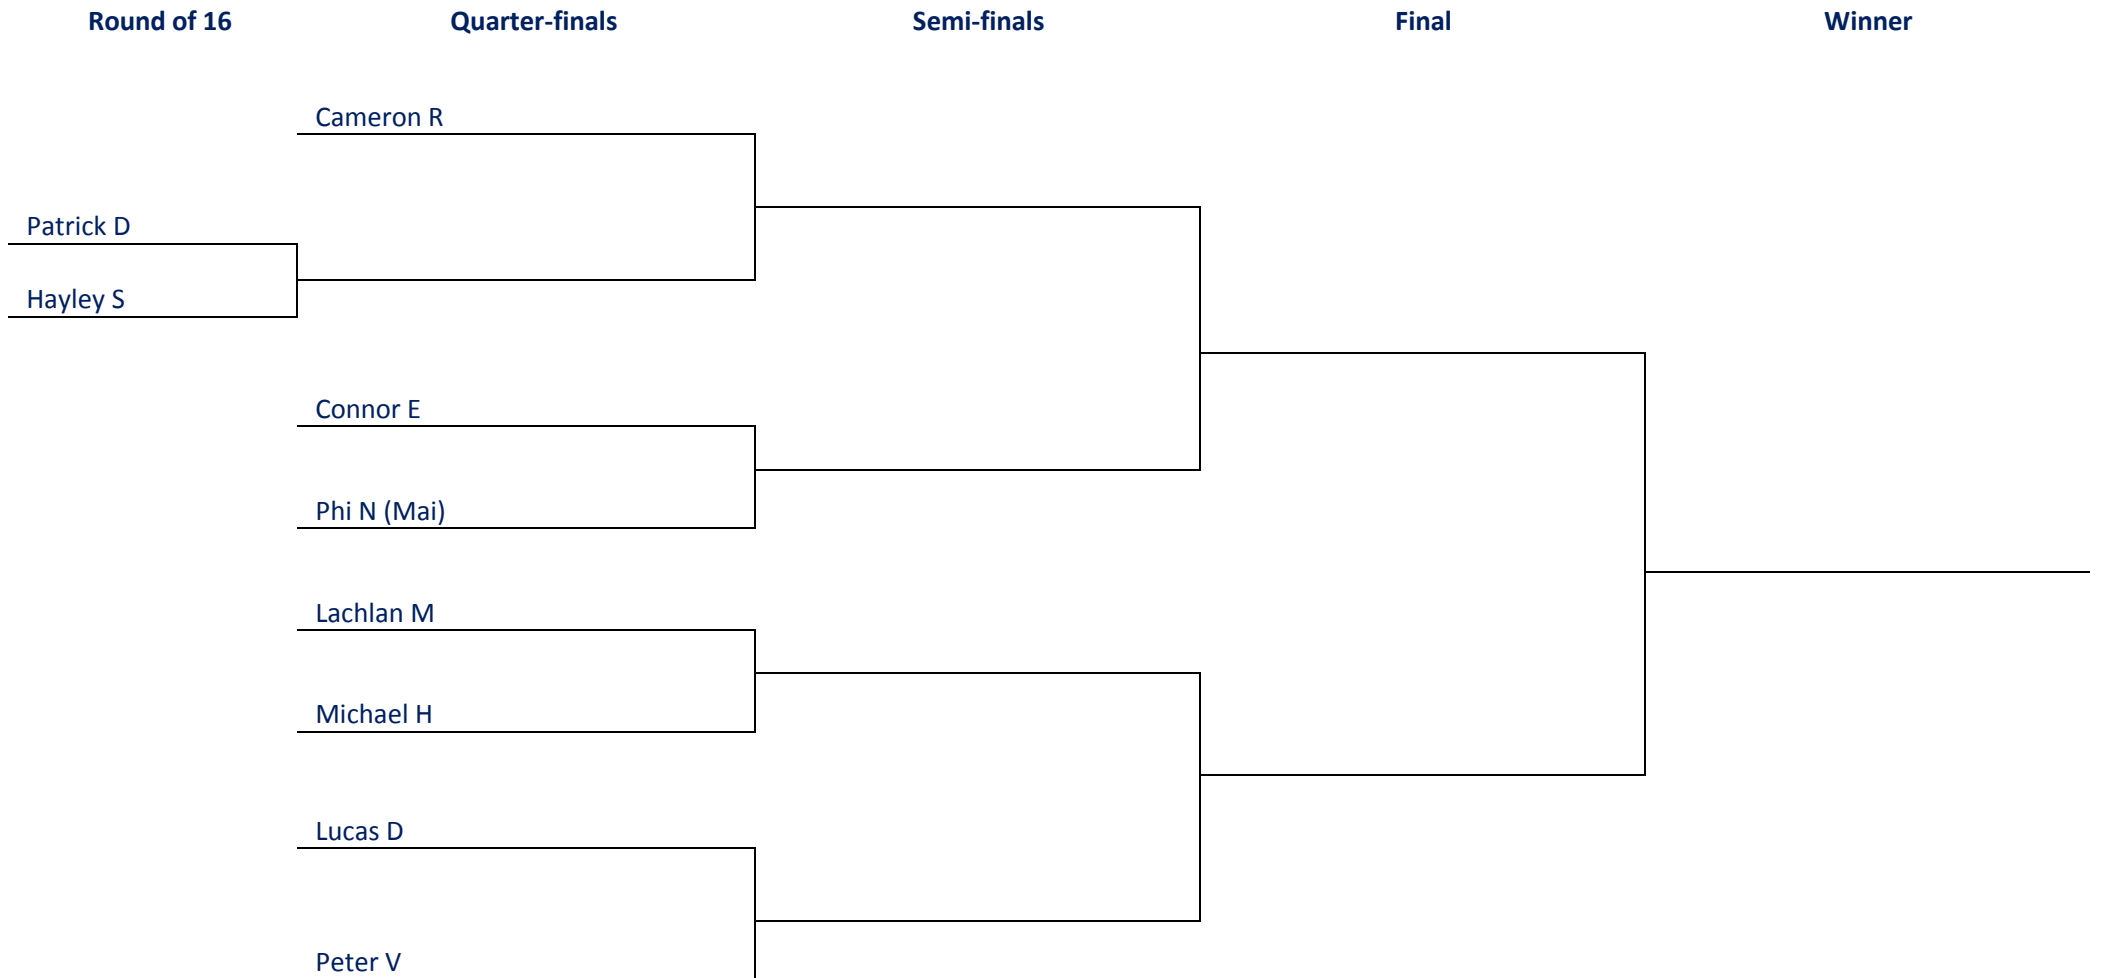 Round of 16 Quarter-finals Semi-finals Final Winner
Cameron R
Patrick D
Hayley S
Connor E
Phi N (Mai)
Lachlan M
Michael H
Lucas D
Peter V